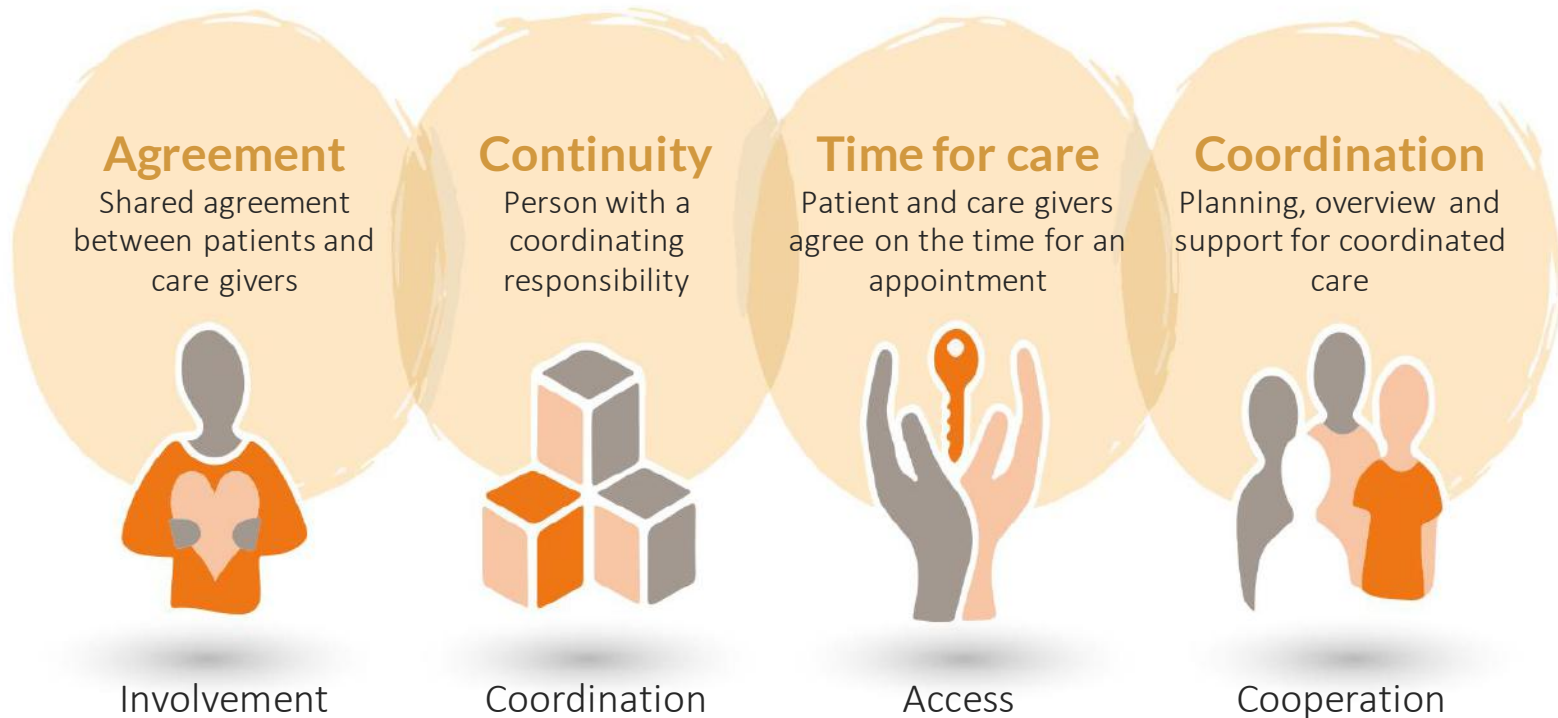 Agreement
Shared agreement
between patients and
care givers
Continuity
Person with a
coordinating
responsibility
Time for care
Patient and care givers
agree on the time for an
appointment
Coordination
Planning, overview and
support for coordinated
care
Involvement
Coordination
Access
Cooperation